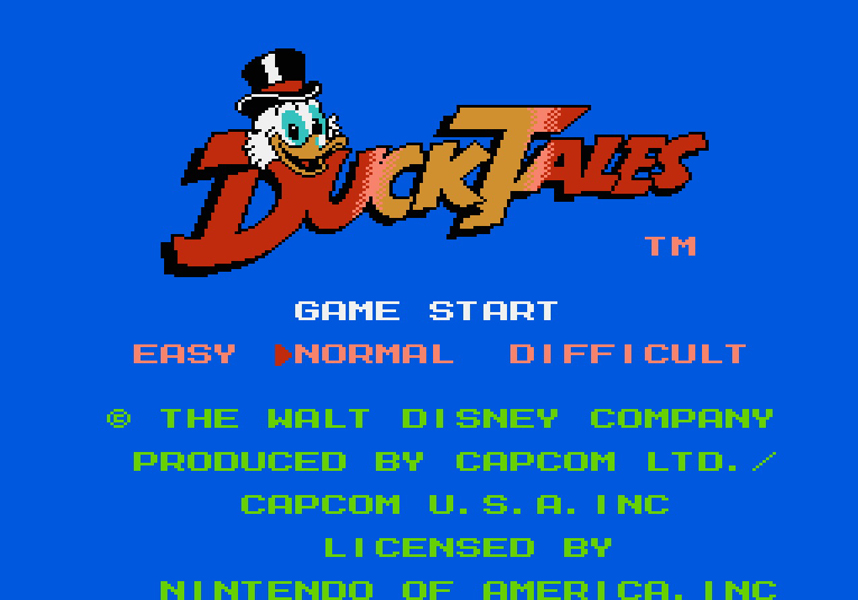 DUCKTALES
TM
GAME START
EASY NORMAL DIFFICULT
© THE WALT DISNEY COMPANY
PRODUCED BY CAPCOM LTD./
CAPCOM U.S.A.INC
LICENSED BY
NINTENDO OF AMERICA.INC